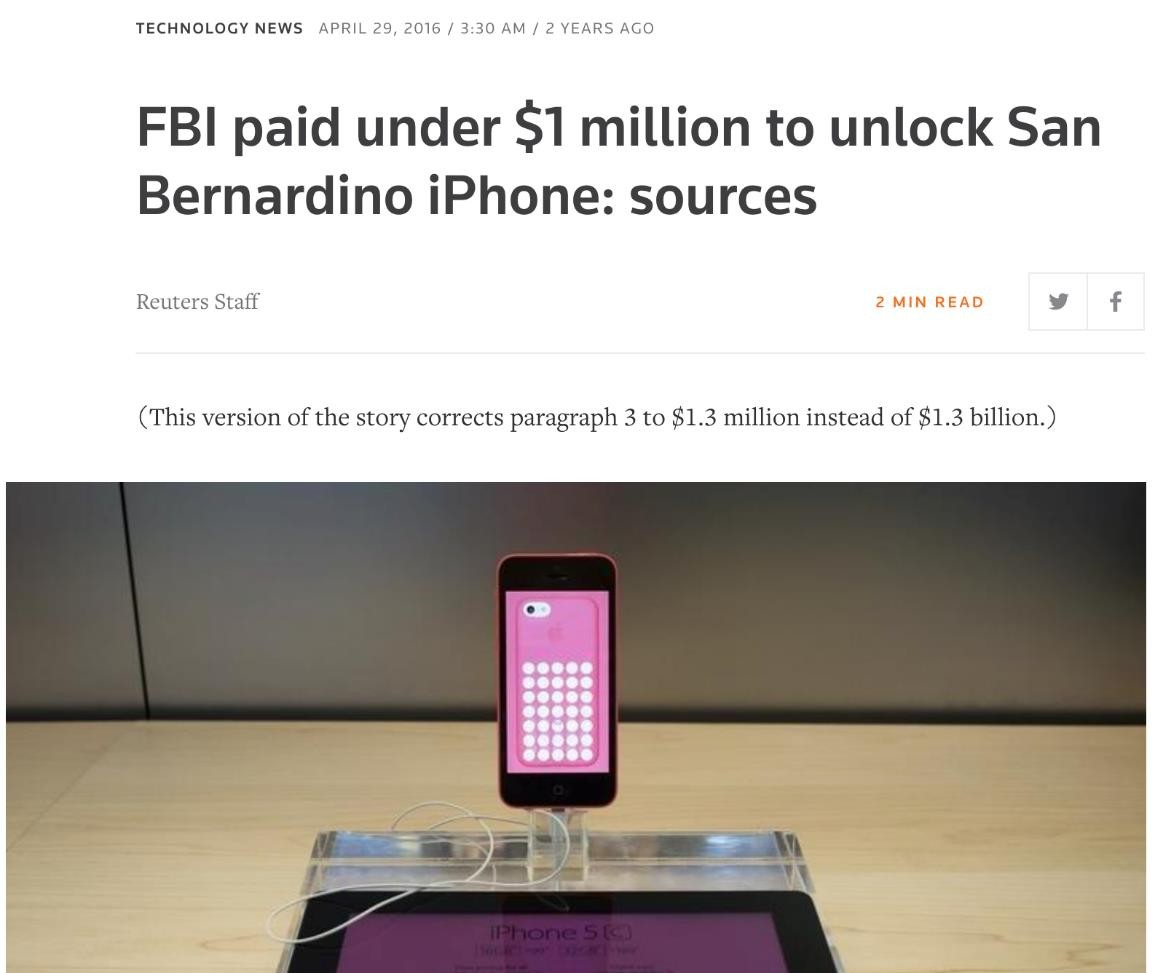 TECHNOLOGY NEWS APRIL 29, 2016 / 3:30 AM / 2 YEARS AGO
FBI paid under $1 million to unlock San
Bernardino iPhone: sources
Reuters Staff
2 MIN READ
(This version of the story corrects paragraph 3 to $1.3 million instead of $1.3 billion.)
iPhone 5c